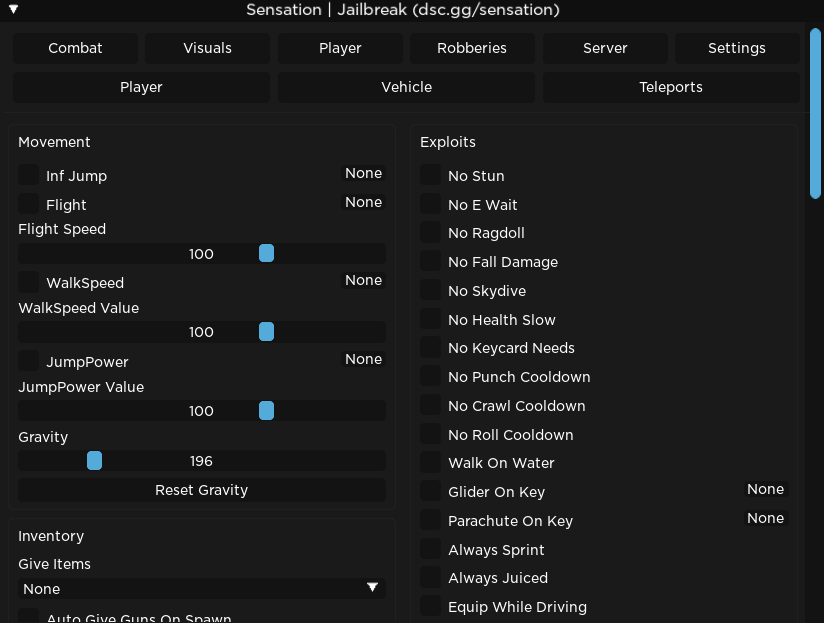 Sensation | Jailbreak (dsc.gg/sensation)
Combat Visuals Player Robberies Server Settings
Player Vehicle Teleports
Movement
Inf Jump None
Flight None
Flight Speed
100
WalkSpeed None
WalkSpeed Value
100
JumpPower None
JumpPower Value
100
Gravity
196
Reset Gravity
Inventory
Give Items
None
Auto Give Guns On Spawn
Exploits
No Stun
No E Wait
No Ragdoll
No Fall Damage
No Skydive
No Health Slow
No Keycard Needs
No Punch Cooldown
No Crawl Cooldown
No Roll Cooldown
Walk On Water
Glider On Key None
Parachute On Key None
Always Sprint
Always Juiced
Equip While Driving